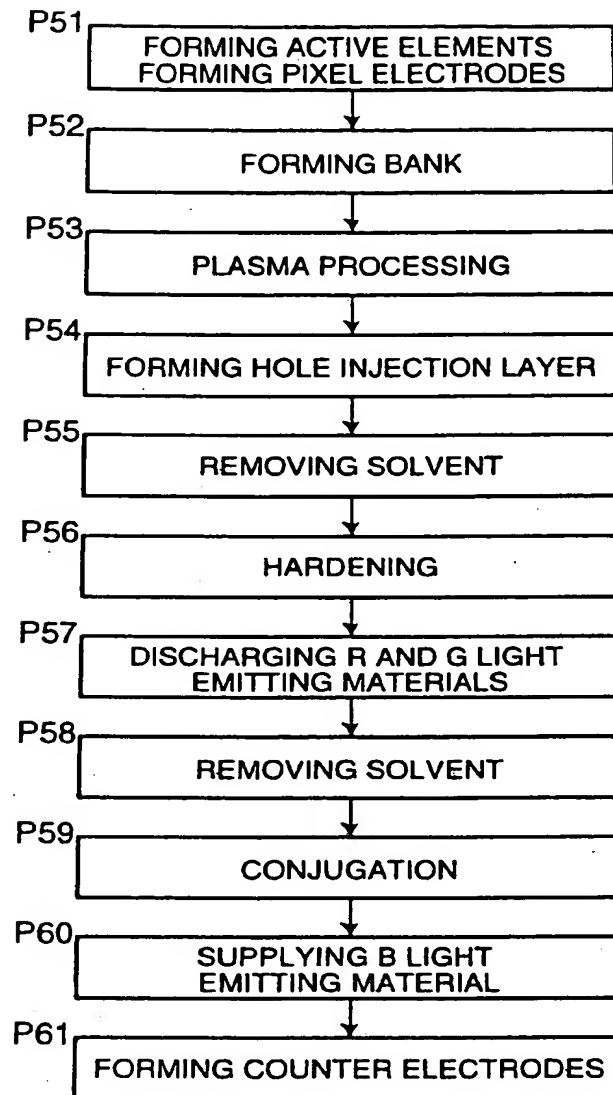 P51
FORMING ACTIVE ELEMENTS
FORMING PIXEL ELECTRODES
P52
FORMING BANK
P53
PLASMA PROCESSING
P54
FORMING HOLE INJECTION LAYER
P55
REMOVING SOLVENT
P56
HARDENING
P57
DISCHARGING R AND G LIGHT
EMITTING MATERIALS
P58
REMOVING SOLVENT
P59
CONJUGATION
P60
SUPPLYING B LIGHT
EMITTING MATERIAL
P61
FORMING COUNTER ELECTRODES